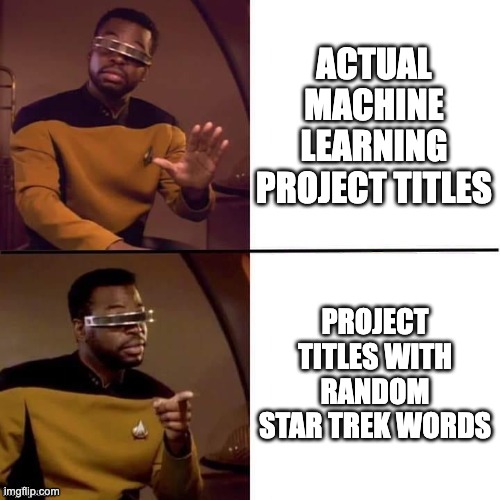 ACTUAL
MACHINE
LEARNING
PROJECT TITLES
PROJECT
TITLES WITH
RANDOM
STAR TREK WORDS
imgflip.com